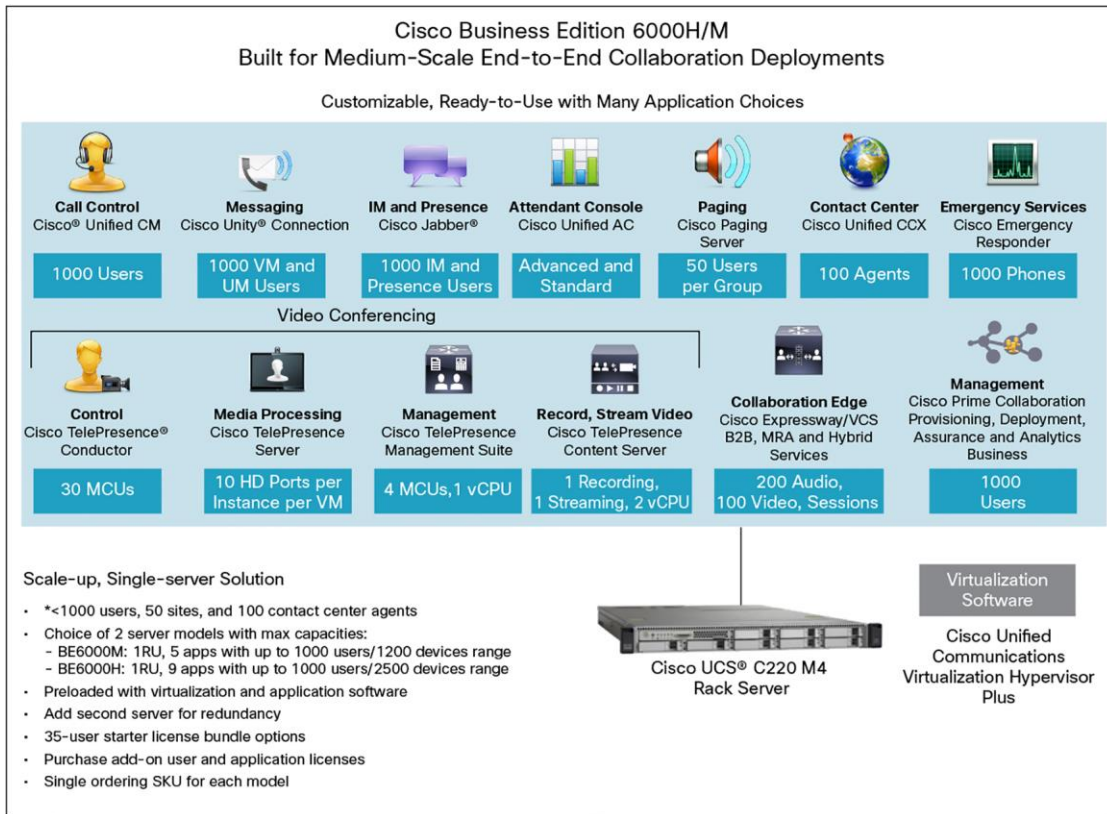 Cisco Business Edition 6000H/M
Built for Medium-Scale End-to-End Collaboration Deployments
Customizable, Ready-to-Use with Many Application Choices
Call Control
Cisco® Unified CM
1000 Users
Messaging
Cisco Unity® Connection
1000 VM and
UM Users
IM and Presence
Cisco Jabber®
1000 IM and
Presence Users
Attendant Console
Cisco Unified AC
Advanced and
Standard
Paging
Cisco Paging
Server
50 Users
per Group
Contact Center
Cisco Unified CCX
100 Agents
Emergency Services
Cisco Emergency
Responder
1000 Phones
Video Conferencing
Control
Cisco TelePresence®
Conductor
30 MCUs
Media Processing
Cisco TelePresence
Server
10 HD Ports per
Instance per VM
Management
Cisco TelePresence
Management Suite
4 MCUs,1 vCPU
Record, Stream Video
Cisco TelePresence
Content Server
1 Recording,
1 Streaming, 2 vCPU
Collaboration Edge
Cisco Expressway/VCS
B2B, MRA and Hybrid
Services
200 Audio,
100 Video, Sessions
Management
Cisco Prime Collaboration
Provisioning, Deployment,
Assurance and Analytics
Business
1000
Users
Scale-up, Single-server Solution
• *<1000 users, 50 sites, and 100 contact center agents
• Choice of 2 server models with max capacities:
- BE6000M: 1RU, 5 apps with up to 1000 users/1200 devices range
- BE6000H: 1RU, 9 apps with up to 1000 users/2500 devices range
• Preloaded with virtualization and application software
• Add second server for redundancy
• 35-user starter license bundle options
• Purchase add-on user and application licenses
• Single ordering SKU for each model
Cisco UCS® C220 M4
Rack Server
Virtualization
Software
Cisco Unified
Communications
Virtualization Hypervisor
Plus